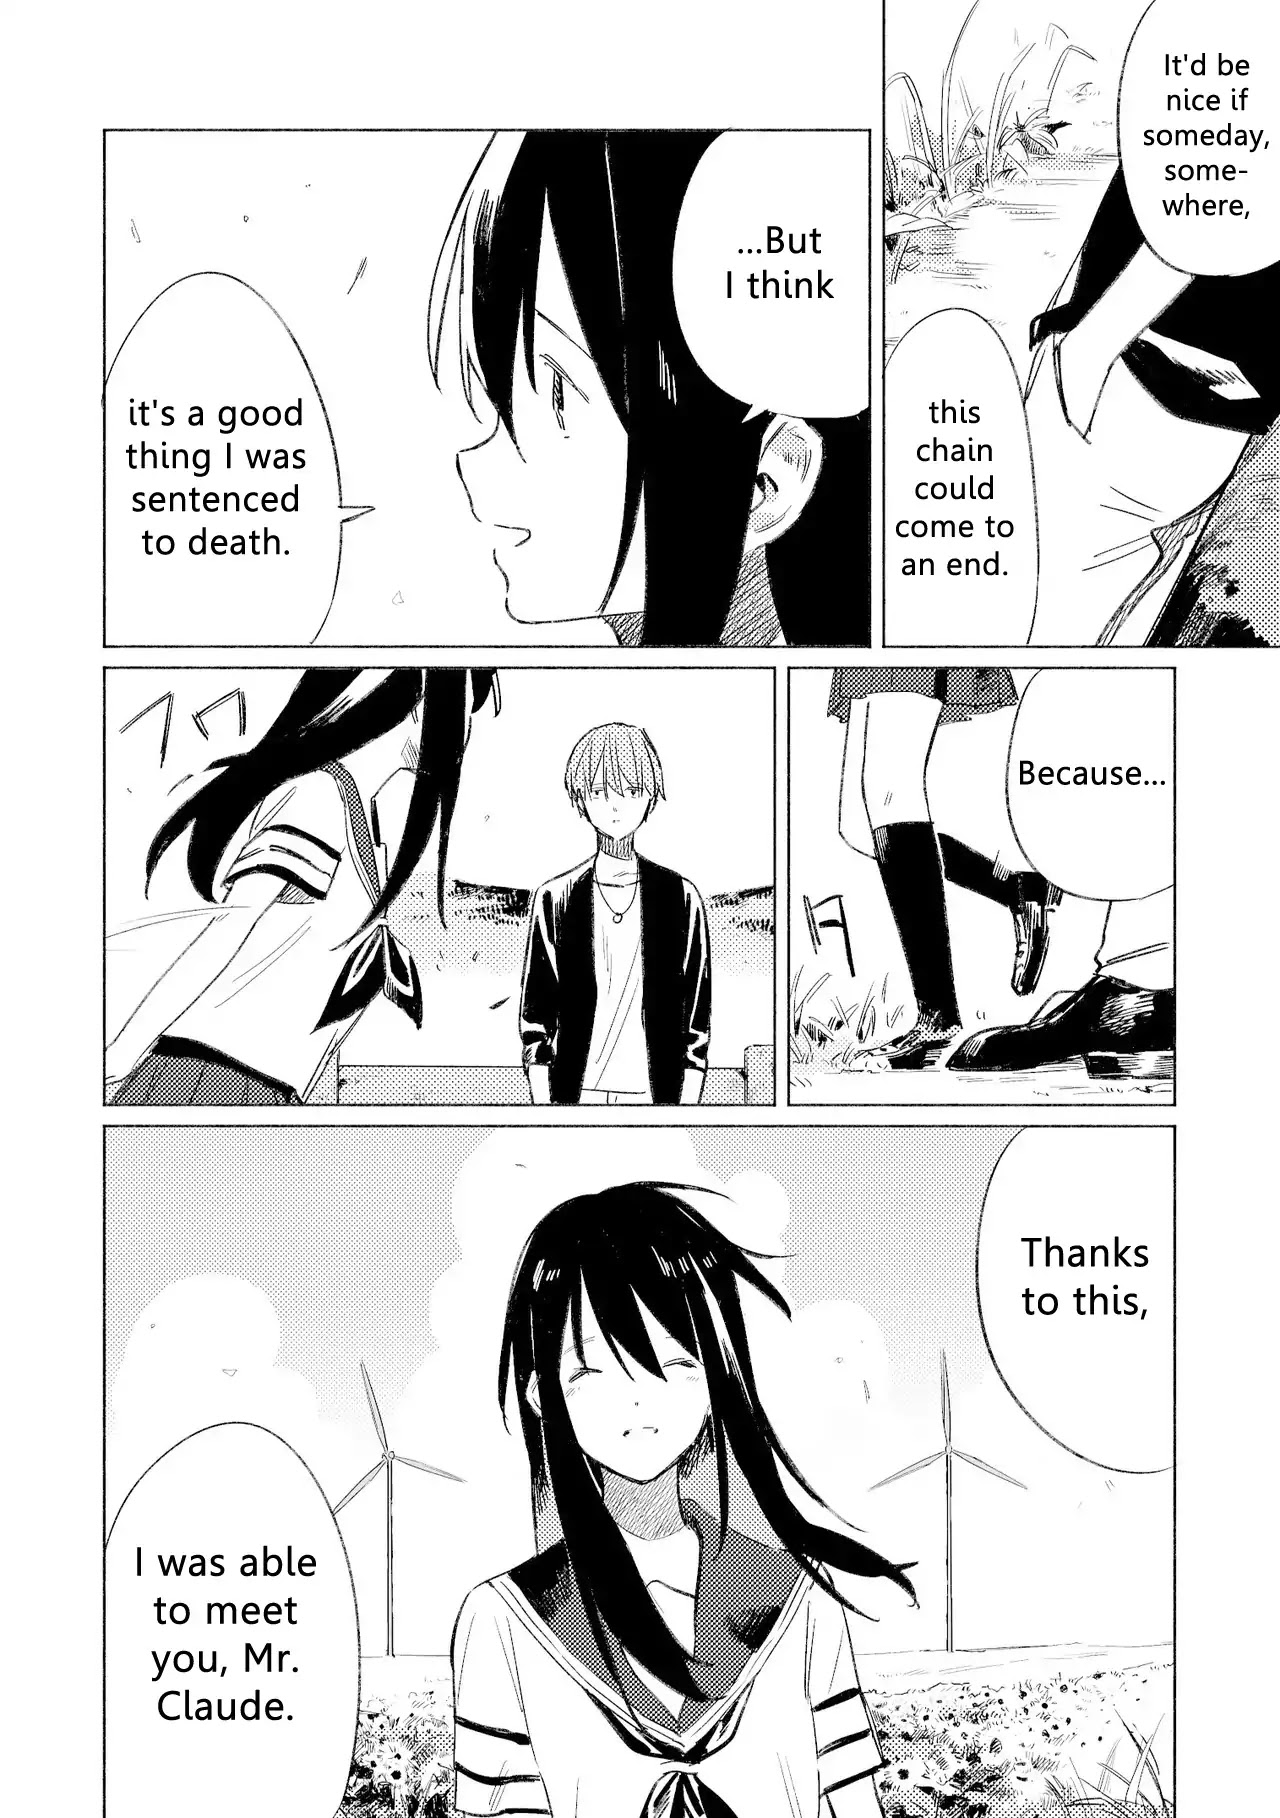 It'd be
nice if
someday,
some-
where,
this
chain
could
come to
an end.
...But
I think
it's a good
thing I was
sentenced
to death.
Because...
Thanks
to this,
I was able
to meet
you, Mr.
Claude.